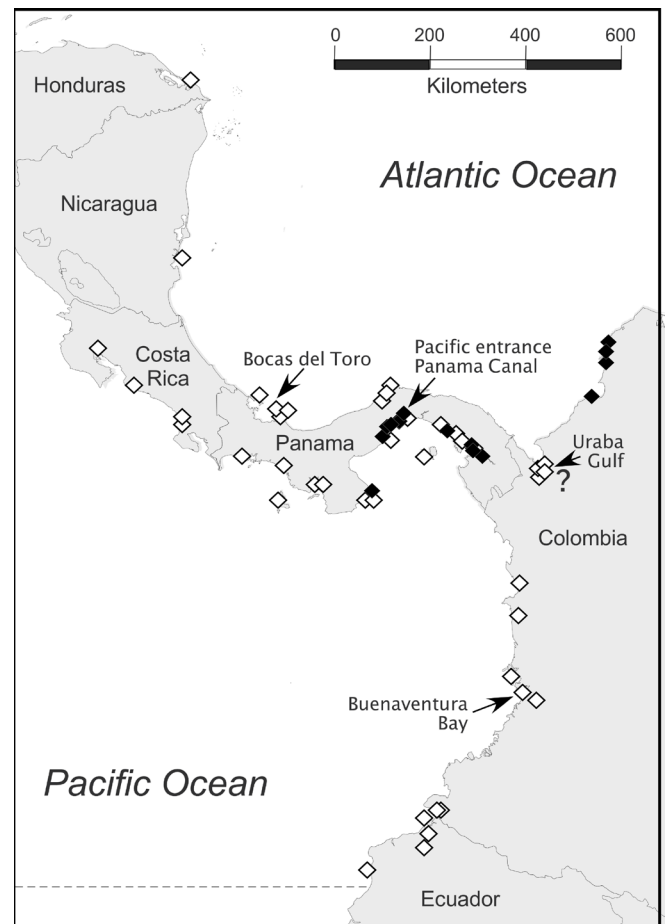 0 200 400 600
Kilometers
Honduras
Atlantic Ocean
Nicaragua
Costa
Rica
Bocas del Toro
Pacific entrance
Panama Canal
Panama
Uraba
Gulf
?
Colombia
Buenaventura
Bay
Pacific Ocean
Ecuador